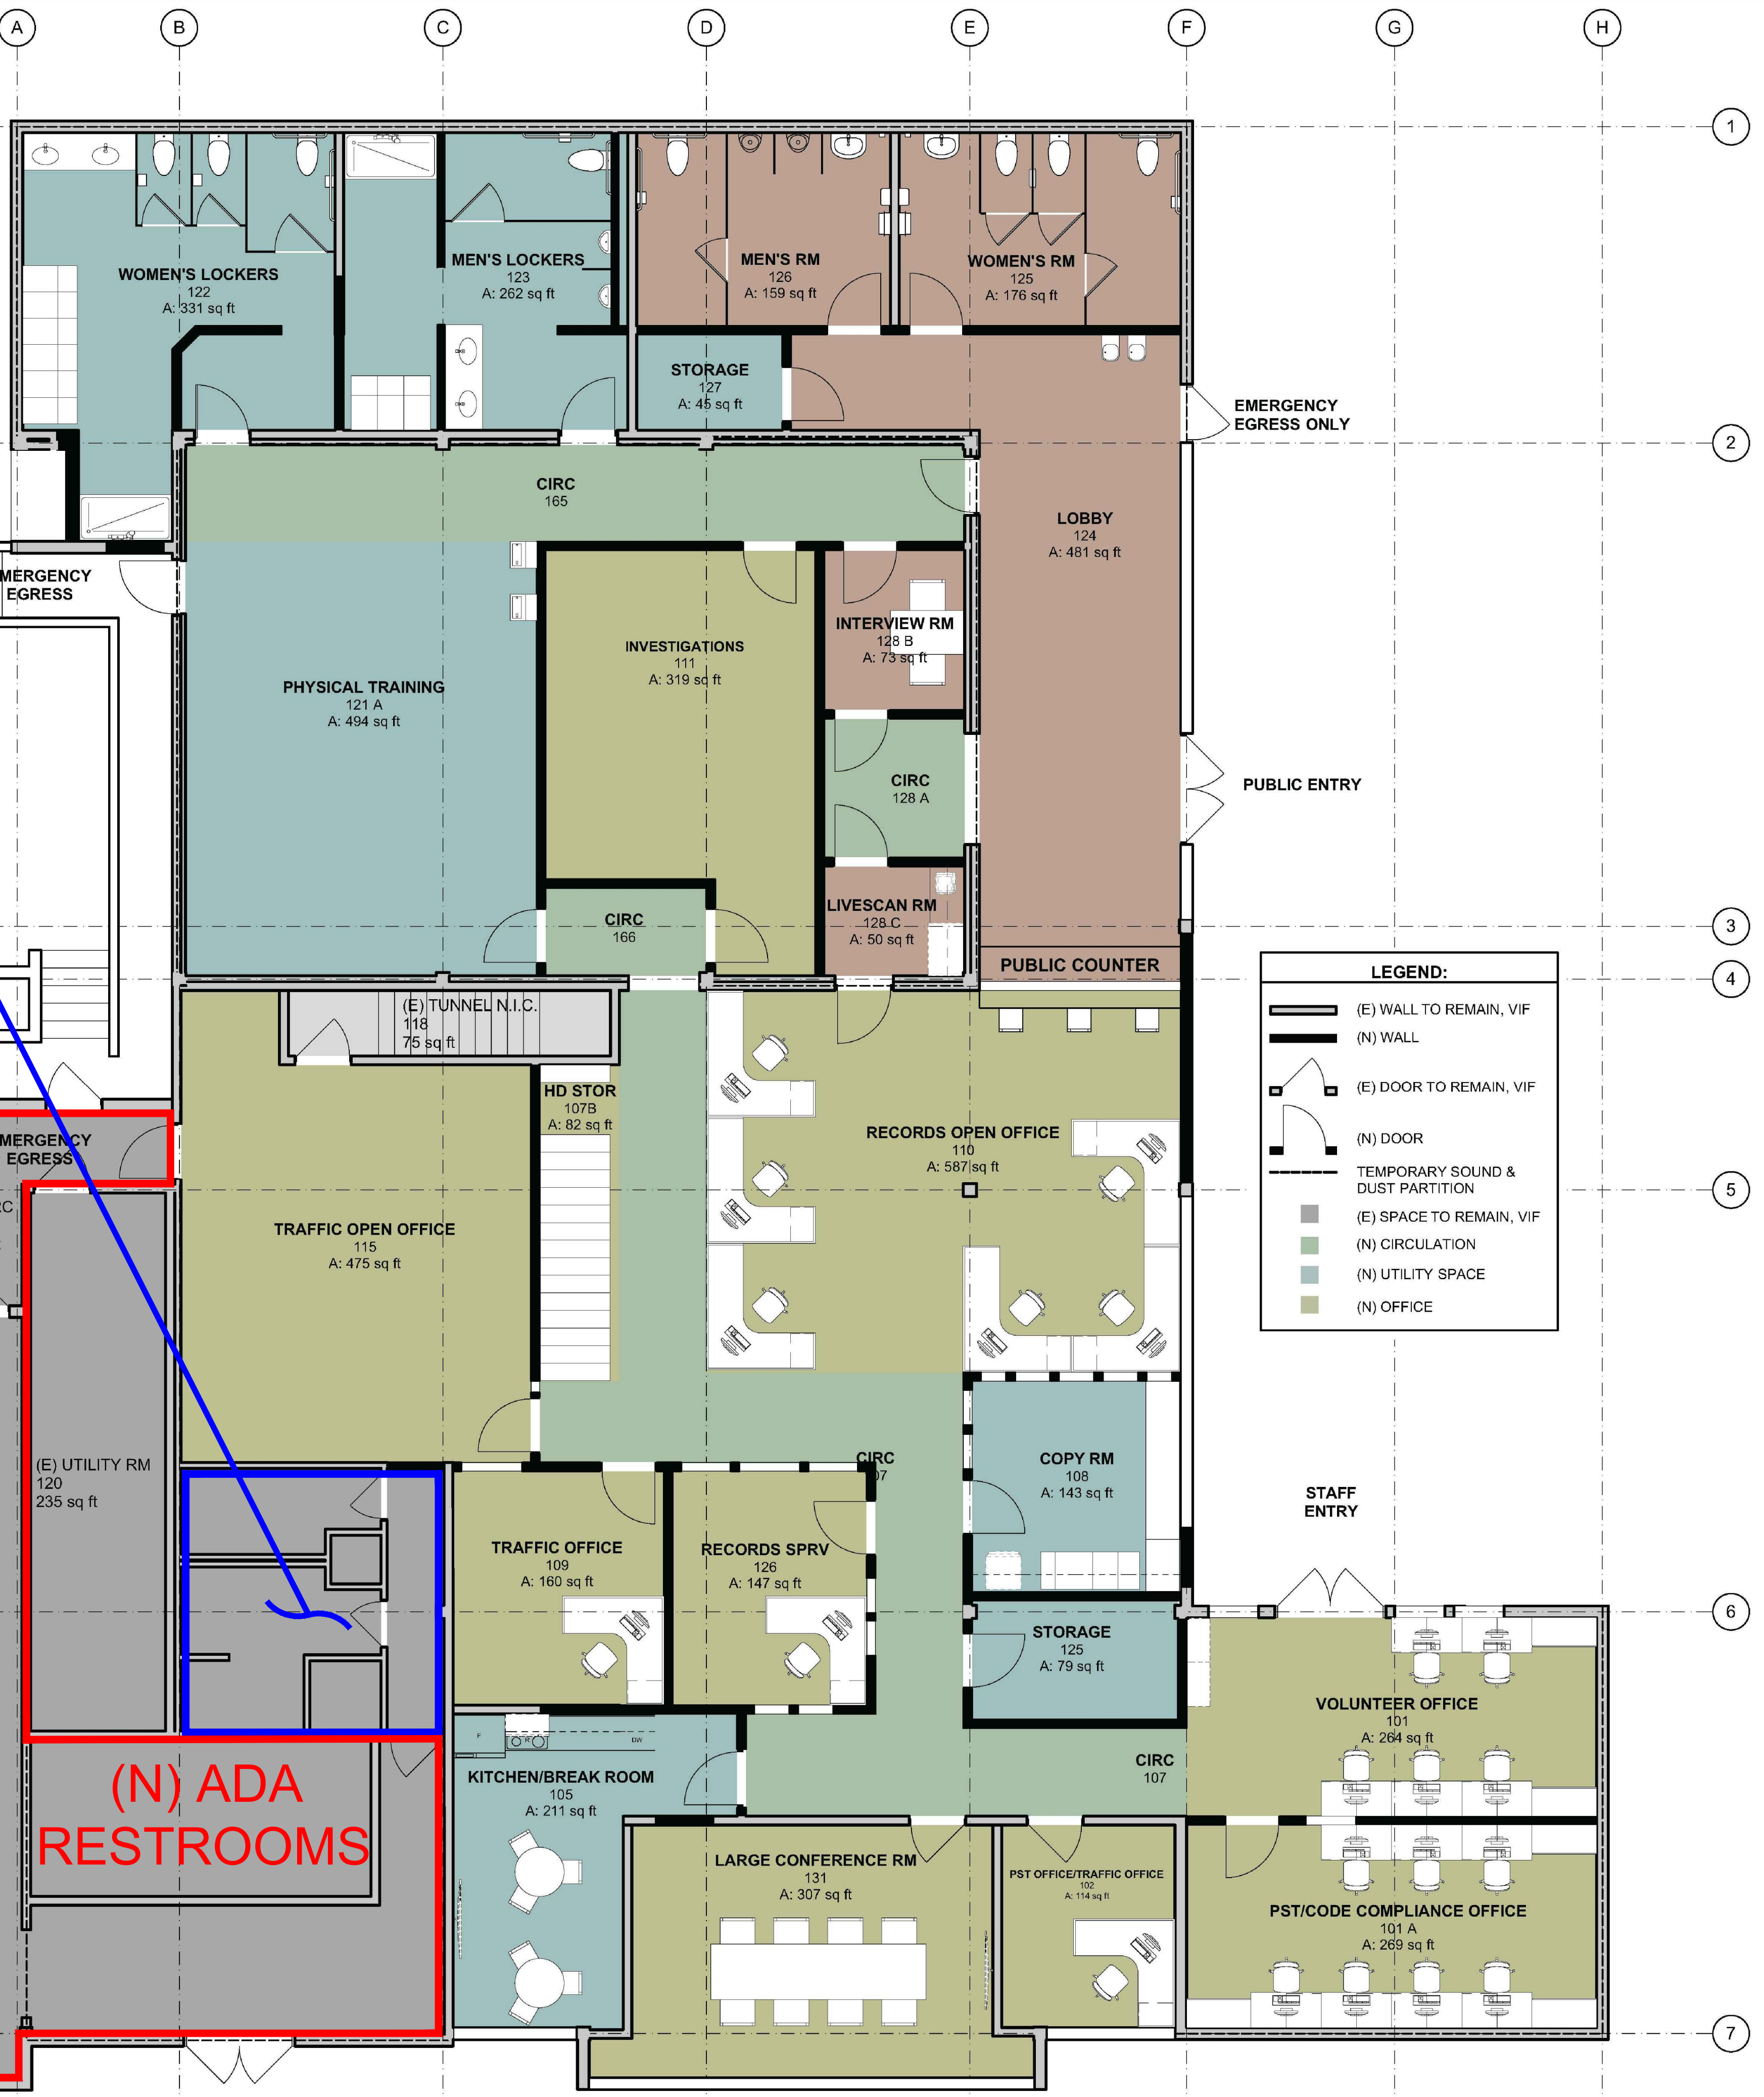 A
B
C
D
E
F
G
H
1
WOMEN'S LOCKERS
122
A: 331 sq ft
MEN'S LOCKERS
123
A: 262 sq ft
MEN'S RM
126
A: 159 sq ft
WOMEN'S RM
125
A: 176 sq ft
STORAGE
127
A: 45 sq ft
EMERGENCY
EGRESS ONLY
2
CIRC
165
LOBBY
124
A: 481 sq ft
MERGENCY
EGRESS
INTERVIEW RM
128 B
A: 73 sq ft
INVESTIGATIONS
111
A: 319 sq ft
PHYSICAL TRAINING
121 A
A: 494 sq ft
CIRC
128 A
PUBLIC ENTRY
LIVESCAN RM
128 C
A: 50 sq ft
CIRC
166
3
PUBLIC COUNTER
4
LEGEND:
(E) WALL TO REMAIN, VIF
(N) WALL
(E) DOOR TO REMAIN, VIF
(N) DOOR
TEMPORARY SOUND &
DUST PARTITION
(E) SPACE TO REMAIN, VIF
(N) CIRCULATION
(N) UTILITY SPACE
(N) OFFICE
(E) TUNNEL N.I.C.
118
75 sq ft
HD STOR
107B
A: 82 sq ft
RECORDS OPEN OFFICE
110
A: 587 sq ft
MERGENCY
EGRESS
5
RC
TRAFFIC OPEN OFFICE
115
A: 475 sq ft
(E) UTILITY RM
120
235 sq ft
CIRC
07
COPY RM
108
A: 143 sq ft
STAFF
ENTRY
TRAFFIC OFFICE
109
A: 160 sq ft
RECORDS SPRV
126
A: 147 sq ft
6
STORAGE
125
A: 79 sq ft
VOLUNTEER OFFICE
101
A: 264 sq ft
F
R
DW
CIRC
107
KITCHEN/BREAK ROOM
105
A: 211 sq ft
(N) ADA
RESTROOMS
LARGE CONFERENCE RM
131
A: 307 sq ft
PST OFFICE/TRAFFIC OFFICE
102
A: 114 sq ft
PST/CODE COMPLIANCE OFFICE
101 A
A: 269 sq ft
7